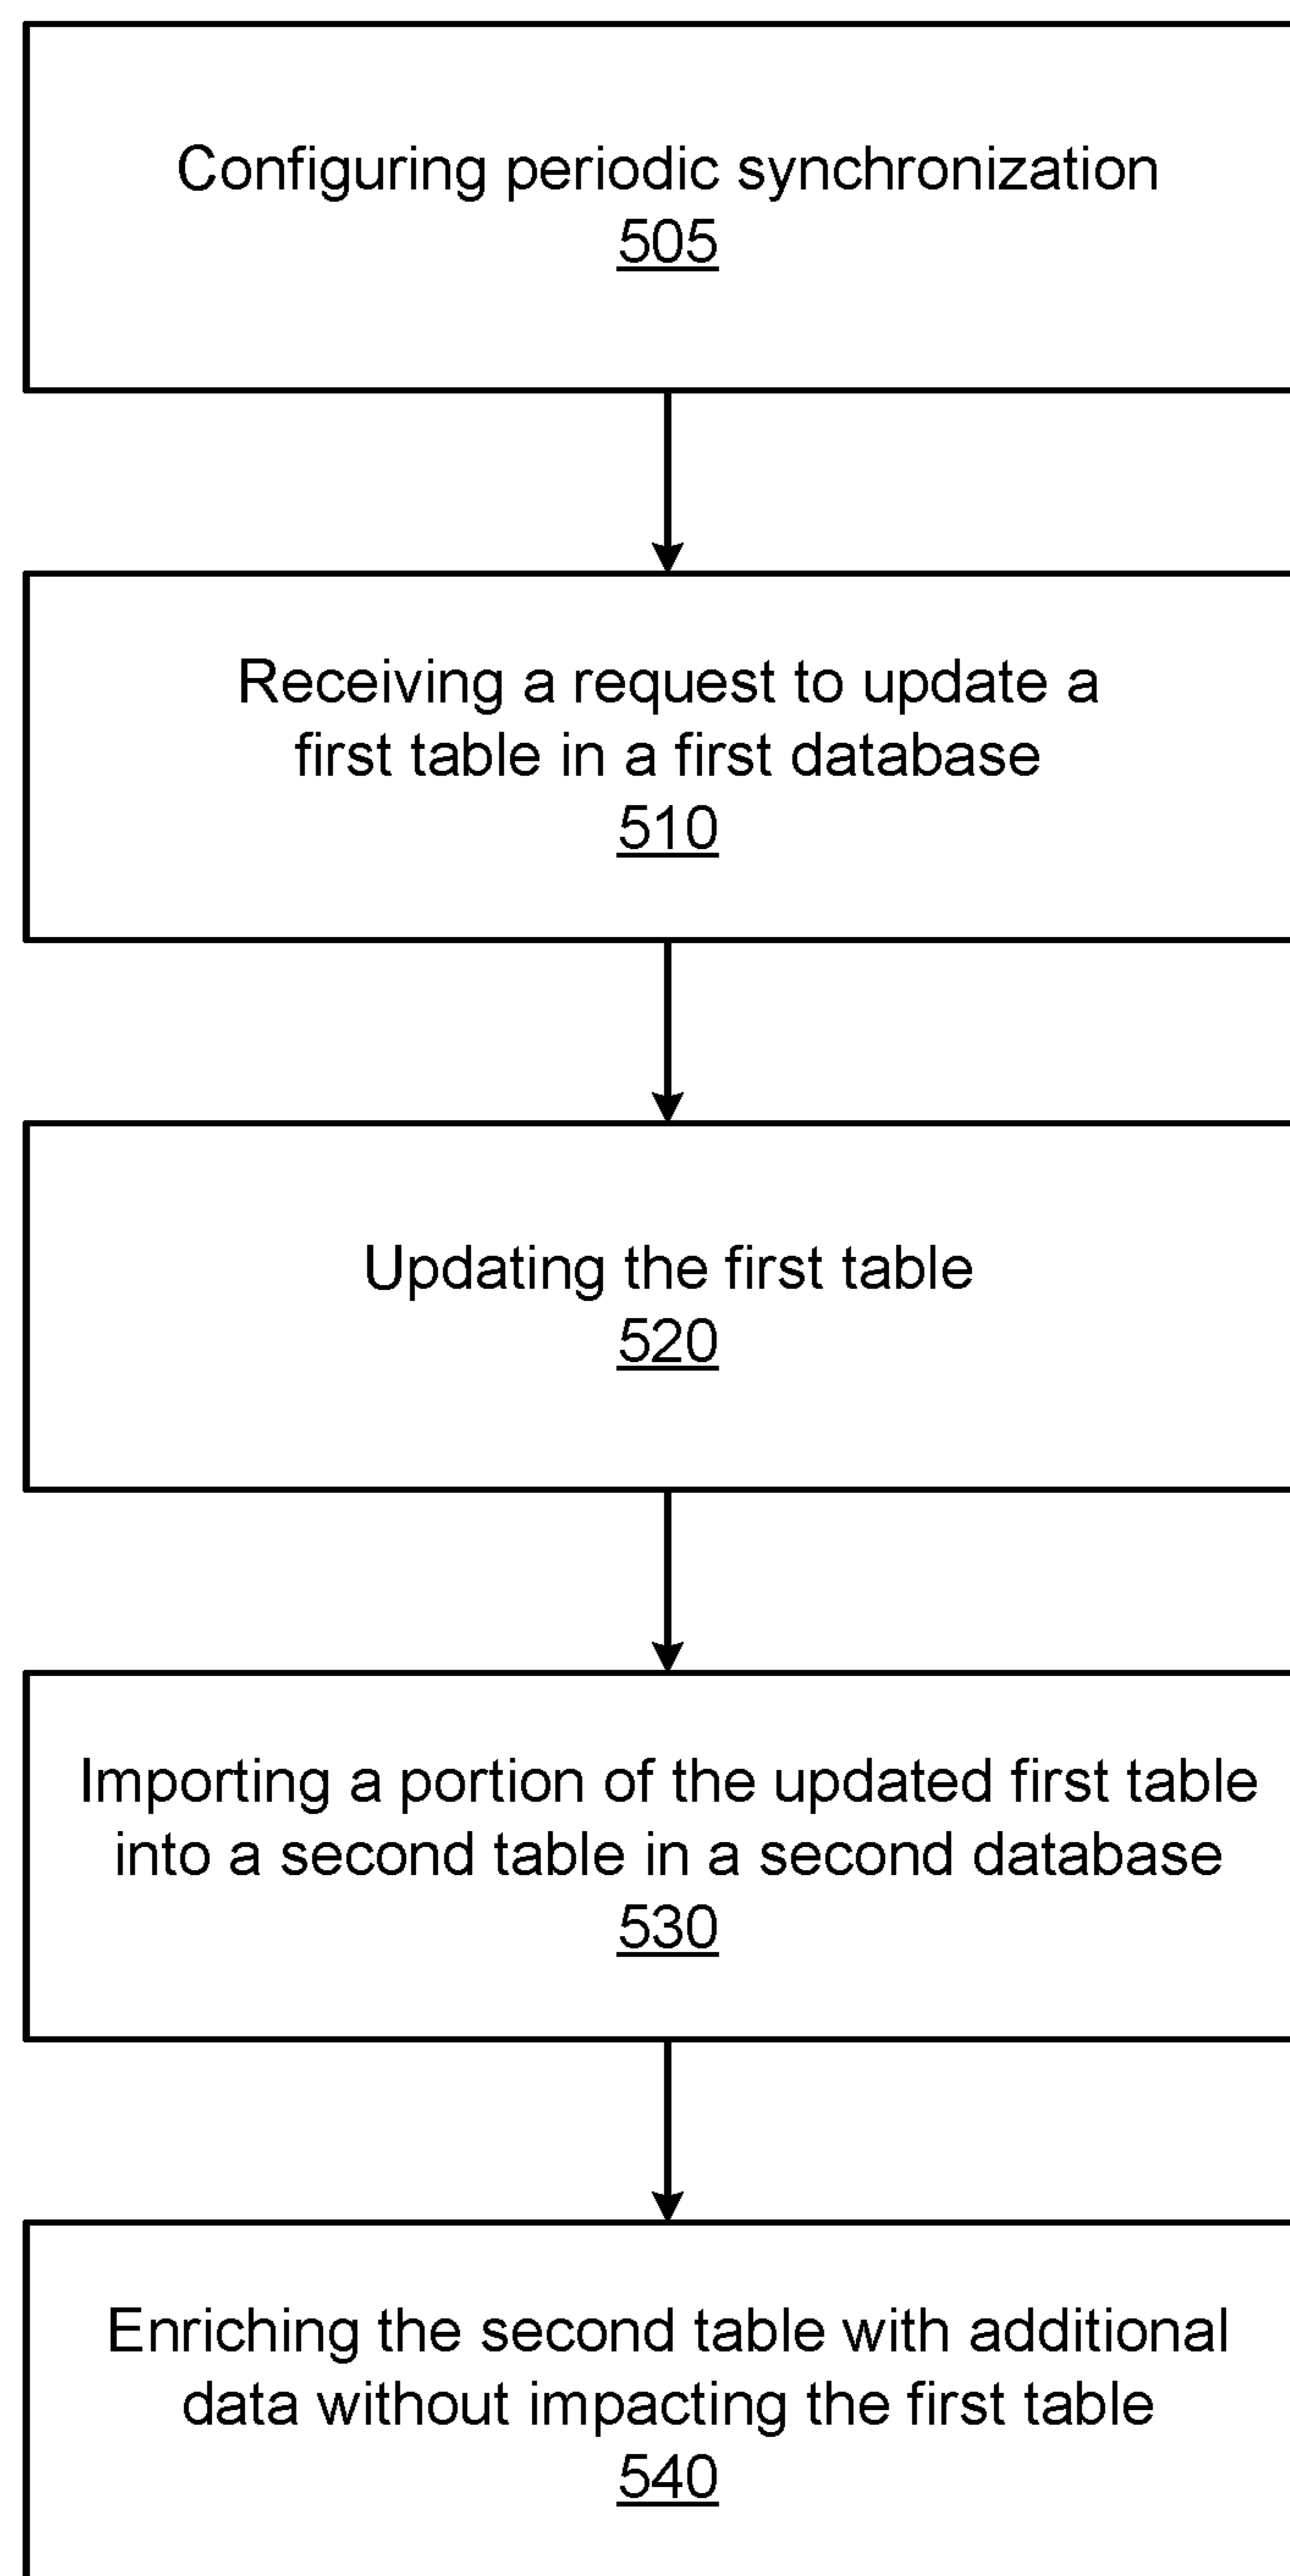 Configuring periodic synchronization
505
Receiving a request to update a
first table in a first database
510
Updating the first table
520
Importing a portion of the updated first table
into a second table in a second database
530
Enriching the second table with additional
data without impacting the first table
540